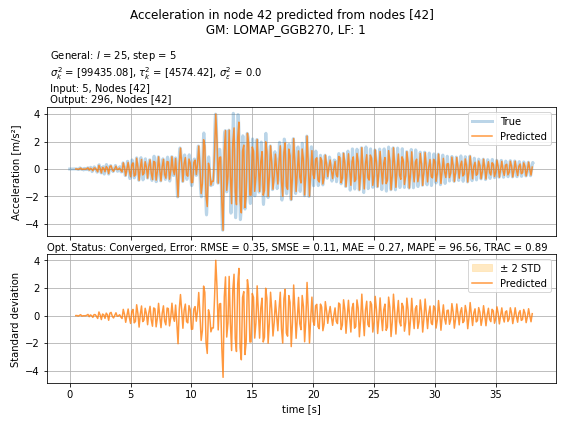 Acceleration in node 42 predicted from nodes [42]
GM: LOMAP_GGB270, LF: 1
General: l = 25, step = 5
σ²ₖ = [99435.08], τ²ₖ = [4574.42], σ²ₑ = 0.0
Input: 5, Nodes [42]
Output: 296, Nodes [42]
Acceleration [m/s²]
4
2
0
−2
−4
True
Predicted
Opt. Status: Converged, Error: RMSE = 0.35, SMSE = 0.11, MAE = 0.27, MAPE = 96.56, TRAC = 0.89
Standard deviation
4
2
0
−2
−4
± 2 STD
Predicted
0 5 10 15 20 25 30 35
time [s]